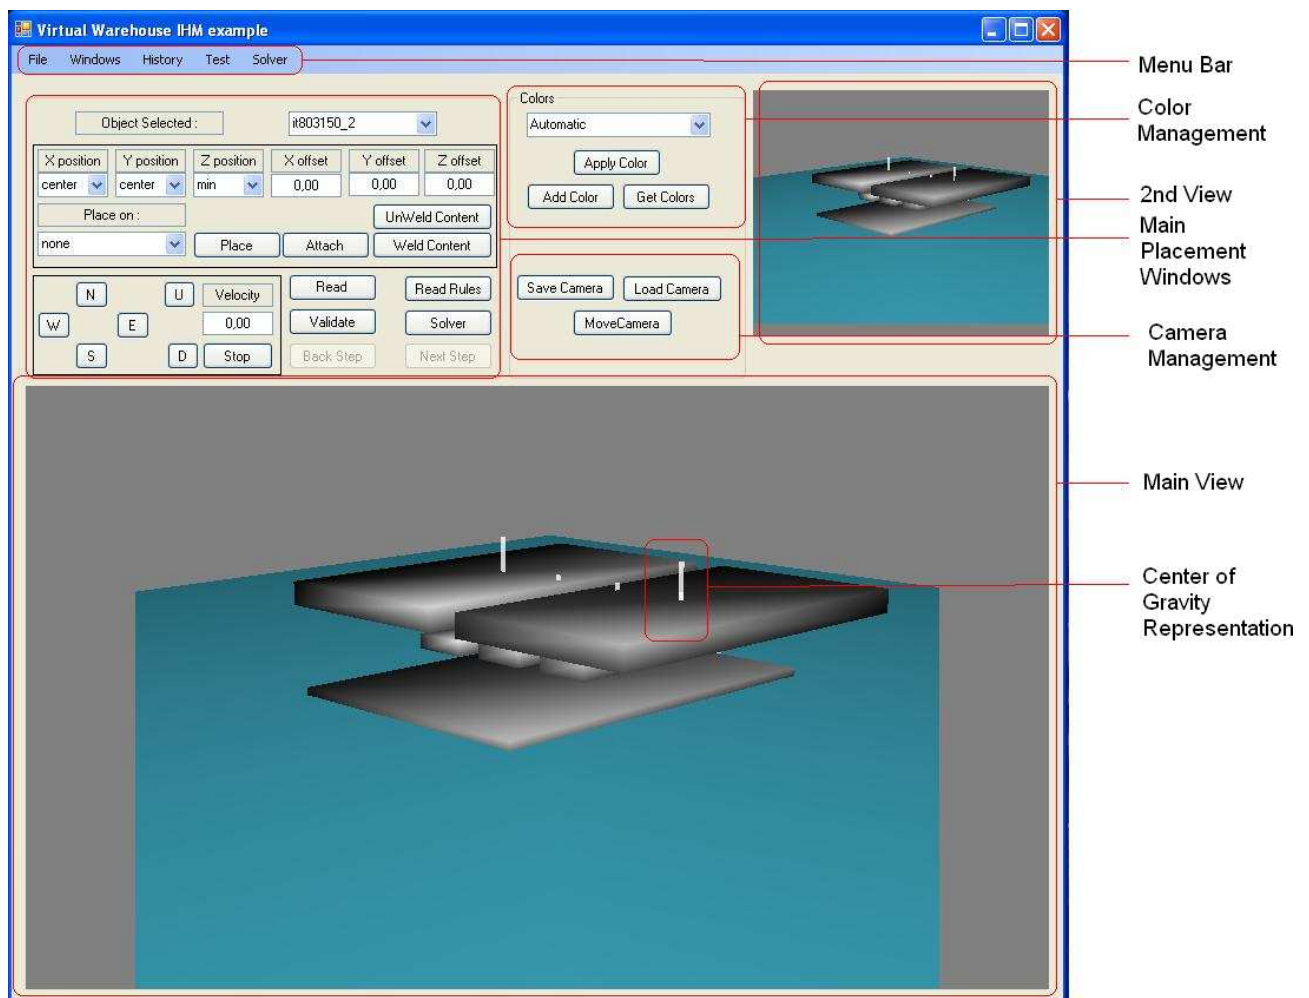 Virtual Warehouse IHM example
File Windows History Test Solver
Menu Bar
Object Selected :
it803150_2
Colors
Automatic
Color
Management
X position Y position Z position X offset Y offset Z offset
center center min 0,00 0,00 0,00
Apply Color
Add Color Get Colors
Place on :
UnWeld Content
none
Place Attach Weld Content
2nd View
Main
Placement
Windows
N U Velocity
W E 0,00
S D Stop
Read Read Rules
Validate Solver
Back Step Next Step
Save Camera Load Camera
MoveCamera
Camera
Management
Main View
Center of
Gravity
Representation